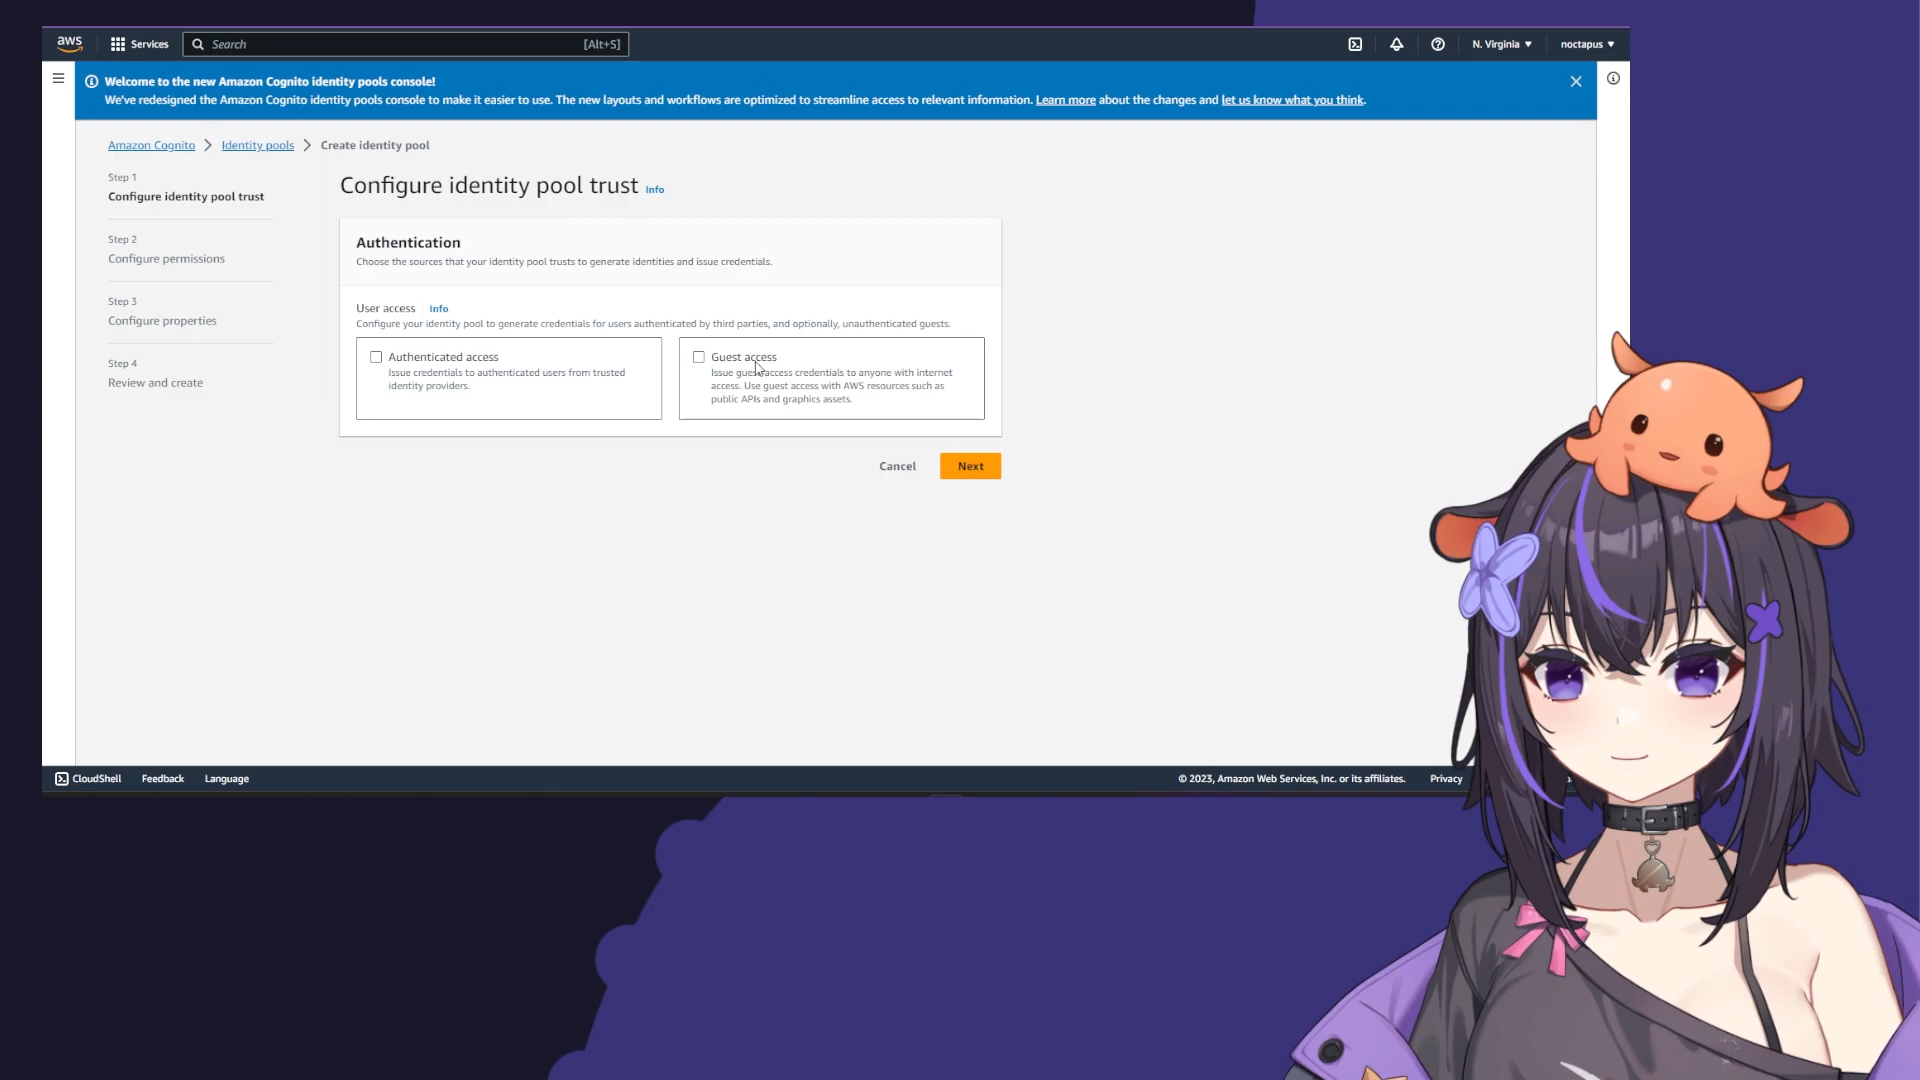 aws
Services
Search
[Alt+S]
N. Virginia
noctapus
Welcome to the new Amazon Cognito identity pools console!
We've redesigned the Amazon Cognito identity pools console to make it easier to use. The new layouts and workflows are optimized to streamline access to relevant information. Learn more about the changes and let us know what you think.
Amazon Cognito
Identity pools
Create identity pool
Step 1
Configure identity pool trust
Step 2
Configure permissions
Step 3
Configure properties
Step 4
Review and create
Configure identity pool trust Info
Authentication
Choose the sources that your identity pool trusts to generate identities and issue credentials.
User access Info
Configure your identity pool to generate credentials for users authenticated by third parties, and optionally, unauthenticated guests.
Authenticated access
Issue credentials to authenticated users from trusted
identity providers.
Guest access
Issue guest access credentials to anyone with internet
access. Use guest access with AWS resources such as
public APIs and graphics assets.
Cancel
Next
CloudShell
Feedback
Language
© 2023, Amazon Web Services, Inc. or its affiliates.
Privacy